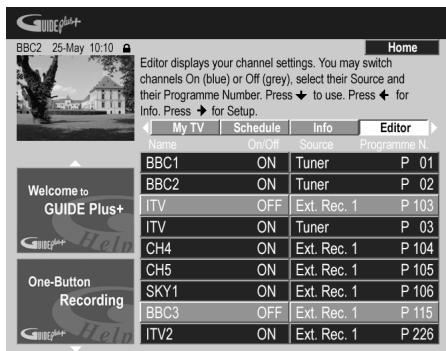 GUIDE Plus+
BBC2 25-May 10:10
Home
Editor displays your channel settings. You may switch
channels On (blue) or Off (grey), select their Source and
their Programme Number. Press to use. Press for
Info. Press for Setup.
My TV Schedule Info Editor
Name On/Off Source Programme N.
BBC1 ON Tuner P 01
BBC2 ON Tuner P 02
ITV OFF Ext. Rec. 1 P 103
ITV ON Tuner P 03
CH4 ON Ext. Rec. 1 P 104
CH5 ON Ext. Rec. 1 P 105
SKY1 ON Ext. Rec. 1 P 106
BBC3 OFF Ext. Rec. 1 P 115
ITV2 ON Ext. Rec. 1 P 226
Welcome to
GUIDE Plus+
GUIDE Plus+ Help
One-Button
Recording
GUIDE Plus+ Help